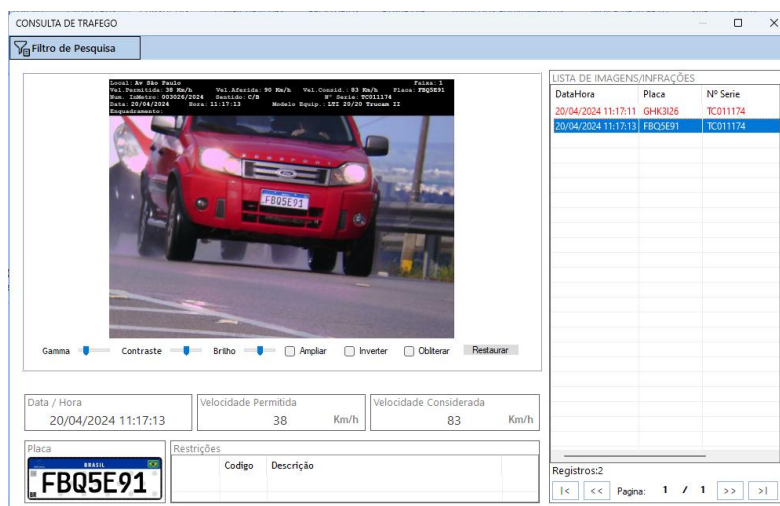 CONSULTA DE TRAFEGO
Filtro de Pesquisa
Local: Av São Paulo Faixa: 1
Vel.Permitida: 38 Km/h Vel.Aferida: 90 Km/h Vel.Consid.: 83 Km/h Placa: FBQ5E91
Num. InMetro: 003026/2024 Sentido: C/B Nº Serie: TC011174
Data: 20/04/2024 Hora: 11:17:13 Modelo Equip.: LTI 20/20 Trucam II
Enquadramento:
ECOSPORT
Ford
FBQ5E91
Gamma Contraste Brilho Ampliar Inverter Obliterar Restaurar
Data / Hora
20/04/2024 11:17:13
Velocidade Permitida
38 Km/h
Velocidade Considerada
83 Km/h
Placa
BRASIL
FBQ5E91
BR
Restrições
Codigo Descrição
LISTA DE IMAGENS/INFRAÇÕES
DataHora Placa Nº Serie
20/04/2024 11:17:11 GHK3I26 TC011174
20/04/2024 11:17:13 FBQ5E91 TC011174
Registros:2
|< << Pagina: 1 / 1 >> >|